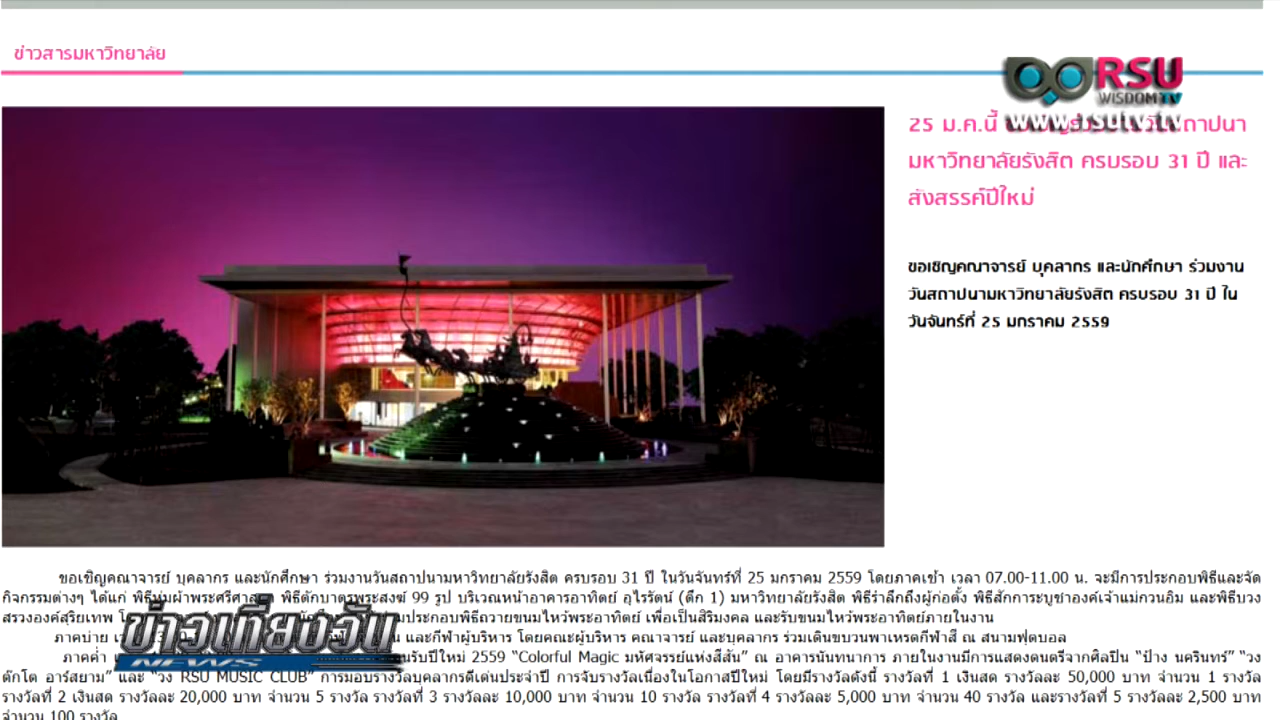 ข่าวสารมหาวิทยาลัย
RSU
WISDOM TV
www.rsutv.tv
25 ม.ค.นี้ สถาปนา
มหาวิทยาลัยรังสิต ครบรอบ 31 ปี และ
สังสรรค์ปีใหม่
ขอเชิญคณาจารย์ บุคลากร และนักศึกษา ร่วมงาน
วันสถาปนามหาวิทยาลัยรังสิต ครบรอบ 31 ปี ใน
วันจันทร์ที่ 25 มกราคม 2559
ขอเชิญคณาจารย์ บุคลากร และนักศึกษา ร่วมงานวันสถาปนามหาวิทยาลัยรังสิต ครบรอบ 31 ปี ในวันจันทร์ที่ 25 มกราคม 2559 โดยภาคเช้า เวลา 07.00-11.00 น. จะมีการประกอบพิธีและจัด
กิจกรรมต่างๆ ได้แก่ พิธีห่มผ้าพระศรีศาสดา พิธีตักบาตรพระสงฆ์ 99 รูป บริเวณหน้าอาคารอาทิตย์ อุไรรัตน์ (ตึก 1) มหาวิทยาลัยรังสิต พิธีรำลึกถึงผู้ก่อตั้ง พิธีสักการะบูชาองค์เจ้าแม่กวนอิม และพิธีบวง
สรวงองค์สุริยเทพ ประกอบพิธีถวายขนมไหว้พระอาทิตย์ เพื่อเป็นสิริมงคล และรับขนมไหว้พระอาทิตย์ภายในงาน
ภาคบ่าย และกีฬาผู้บริหาร โดยคณะผู้บริหาร คณาจารย์ และบุคลากร ร่วมเดินขบวนพาเหรดกีฬาสี ณ สนามฟุตบอล
ภาคค่ำ รับปีใหม่ 2559 “Colorful Magic มหัศจรรย์แห่งสีสัน” ณ อาคารนันทนาการ ภายในงานมีการแสดงดนตรีจากศิลปิน “ป้าง นครินทร์” “วง
ต๊กโต อาร์สยาม” และ “วง RSU MUSIC CLUB” การมอบรางวัลบุคลากรดีเด่นประจำปี การจับรางวัลเนื่องในโอกาสปีใหม่ โดยมีรางวัลดังนี้ รางวัลที่ 1 เงินสด รางวัลละ 50,000 บาท จำนวน 1 รางวัล
รางวัลที่ 2 เงินสด รางวัลละ 20,000 บาท จำนวน 5 รางวัล รางวัลที่ 3 รางวัลละ 10,000 บาท จำนวน 10 รางวัล รางวัลที่ 4 รางวัลละ 5,000 บาท จำนวน 40 รางวัล และรางวัลที่ 5 รางวัลละ 2,500 บาท
จำนวน 100 รางวัล
ข่าวเที่ยงวัน
NEWS